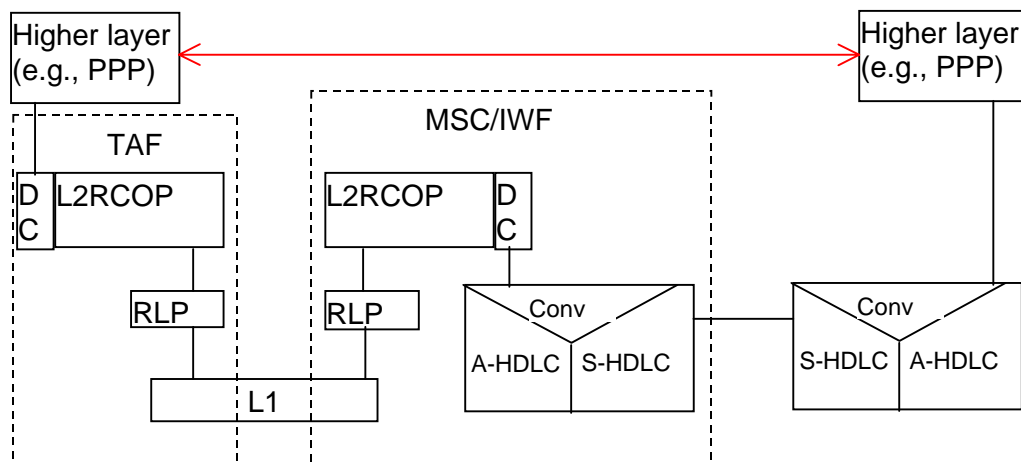 Higher layer
(e.g., PPP)
Higher layer
(e.g., PPP)
MSC/IWF
TAF
D
C
L2RCOP
L2RCOP
D
C
RLP
RLP
Conv
A-HDLC
S-HDLC
Conv
S-HDLC
A-HDLC
L1